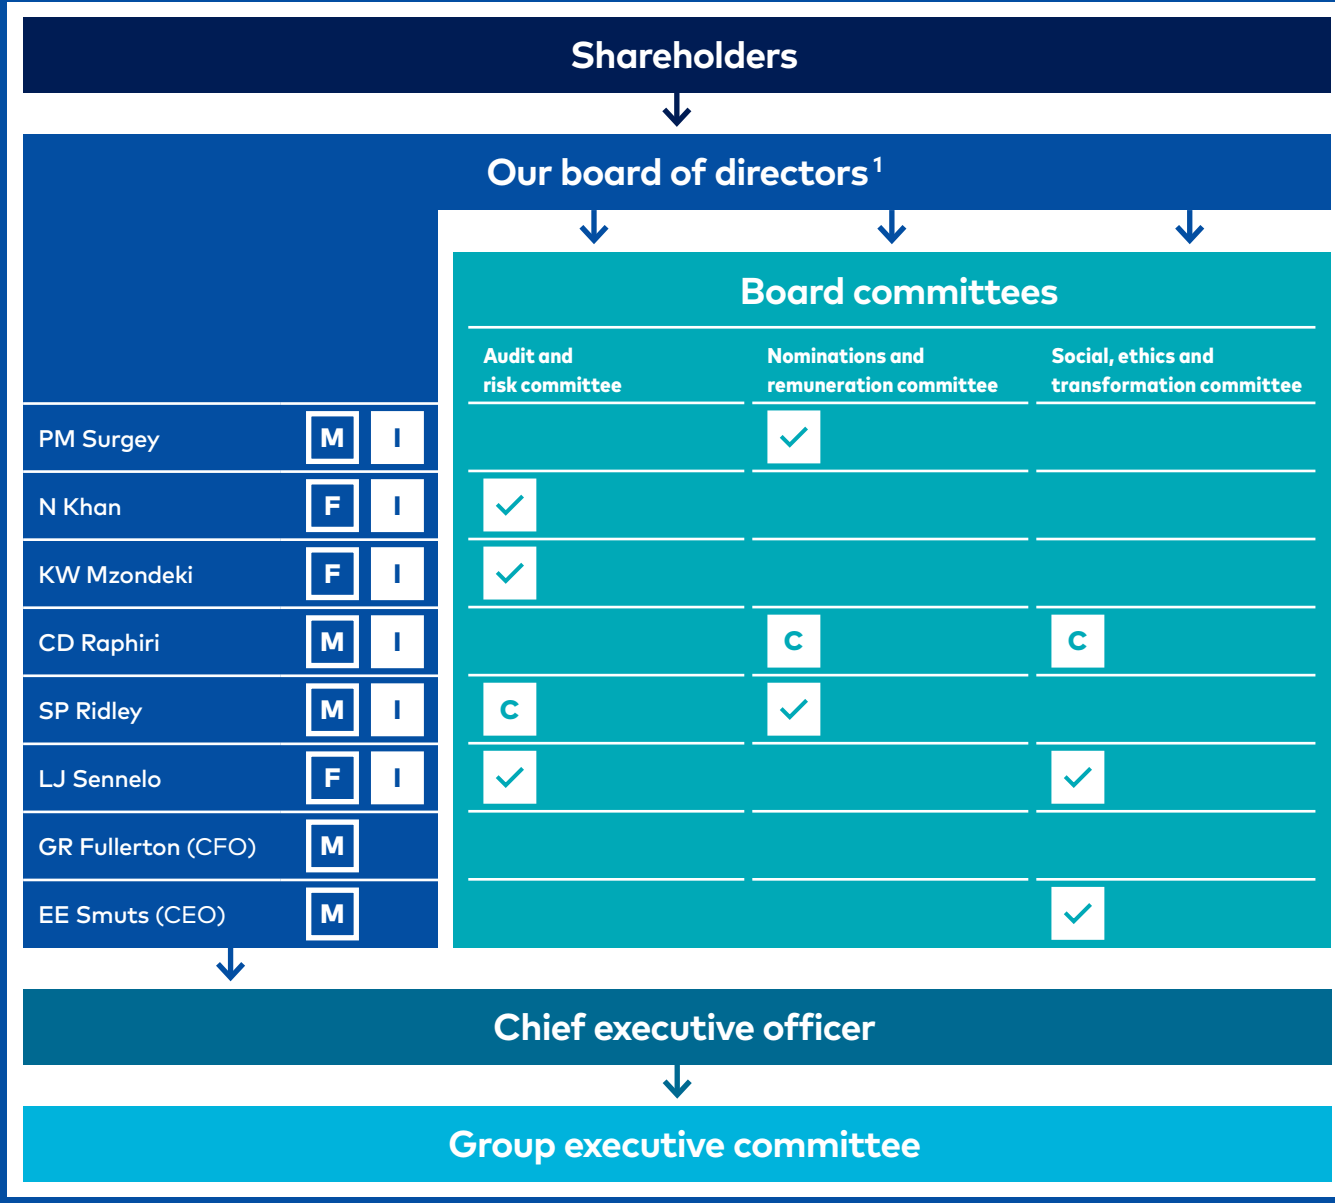 Shareholders
Our board of directors 1
Board committees
Audit and
risk committee
Nominations and
remuneration committee
Social, ethics and
transformation committee
PM Surgey M I
N Khan F I
KW Mzondeki F I
CD Raphiri M I C C
SP Ridley M I C
LJ Sennelo F I
GR Fullerton (CFO) M
EE Smuts (CEO) M
Chief executive officer
Group executive committee